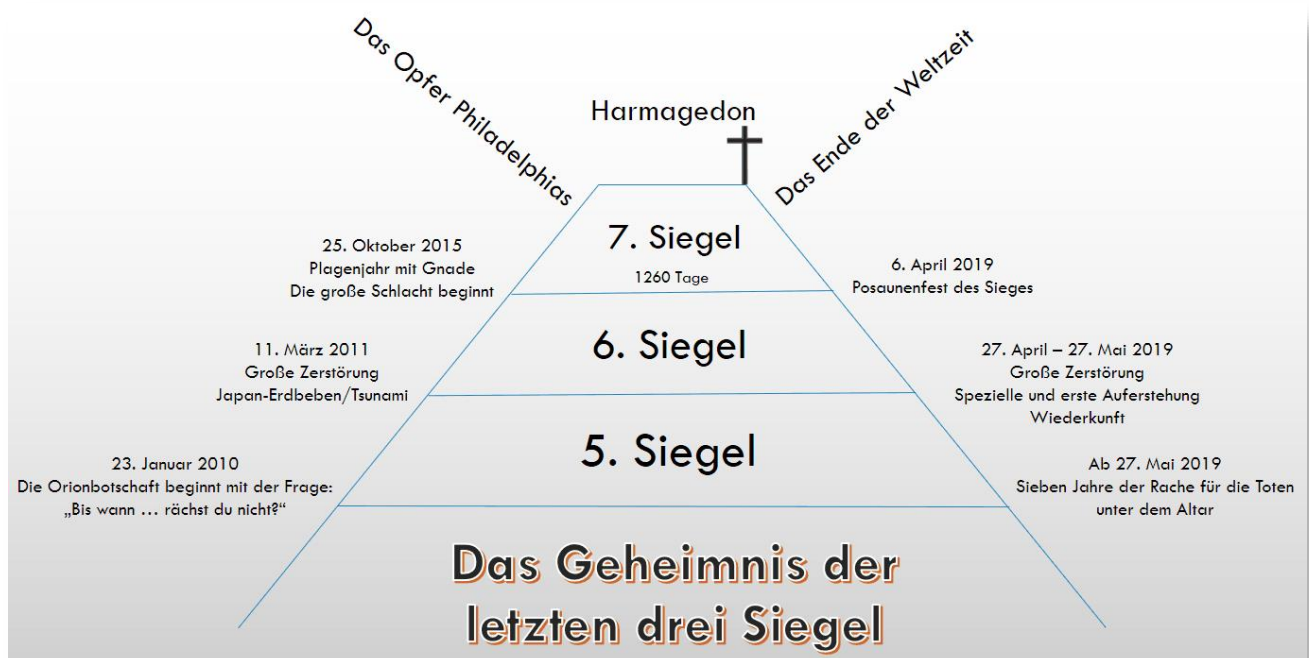 Das Opfer Philadelphias
Harmagedon
Das Ende der Weltzeit
7. Siegel
1260 Tage
25. Oktober 2015
Plagenjahr mit Gnade
Die große Schlacht beginnt
6. April 2019
Posaunenfest des Sieges
6. Siegel
11. März 2011
Große Zerstörung
Japan-Erdbeben/Tsunami
27. April – 27. Mai 2019
Große Zerstörung
Spezielle und erste Auferstehung
Wiederkunft
5. Siegel
23. Januar 2010
Die Orionbotschaft beginnt mit der Frage:
„Bis wann … rächst du nicht?“
Ab 27. Mai 2019
Sieben Jahre der Rache für die Toten
unter dem Altar
Das Geheimnis der
letzten drei Siegel